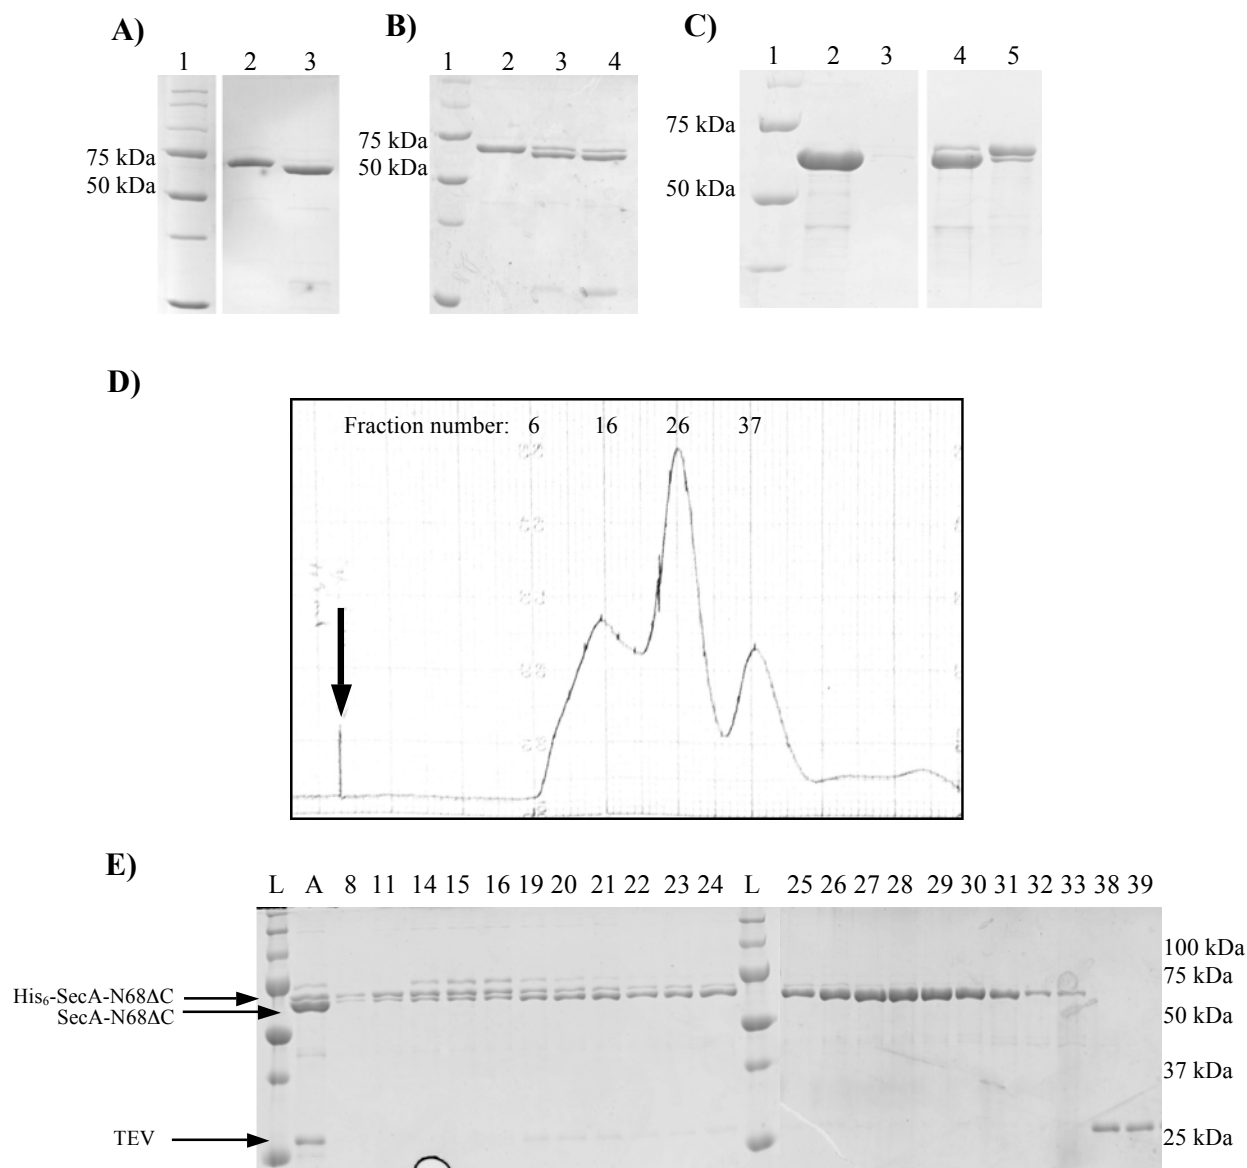 A)
B)
C)
1 2 3
1 2 3 4
1 2 3 4 5
75 kDa
50 kDa
75 kDa
50 kDa
75 kDa
50 kDa
D)
Fraction number: 6 16 26 37
E)
L A 8 11 14 15 16 19 20 21 22 23 24 L 25 26 27 28 29 30 31 32 33 38 39
His₆-SecA-N68ΔC
SecA-N68ΔC
TEV
100 kDa
75 kDa
50 kDa
37 kDa
25 kDa